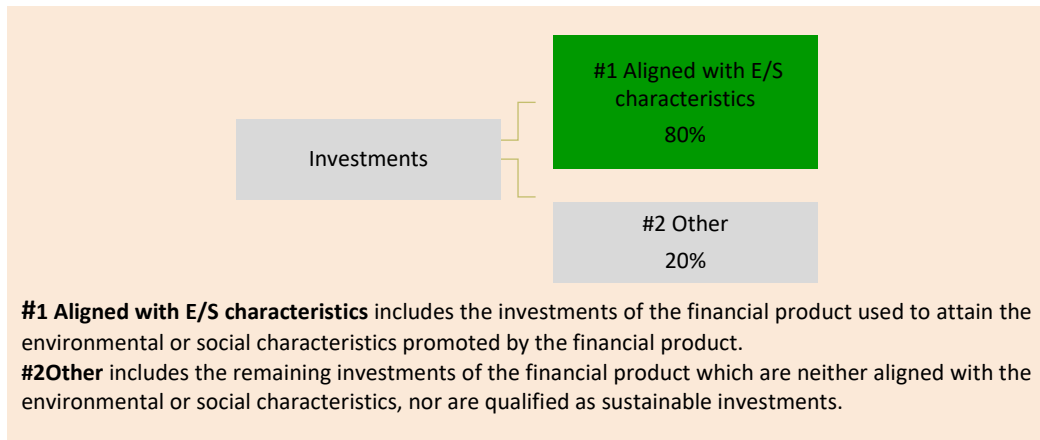 #1 Aligned with E/S
characteristics
80%
Investments
#2 Other
20%
#1 Aligned with E/S characteristics includes the investments of the financial product used to attain the
environmental or social characteristics promoted by the financial product.
#2Other includes the remaining investments of the financial product which are neither aligned with the
environmental or social characteristics, nor are qualified as sustainable investments.